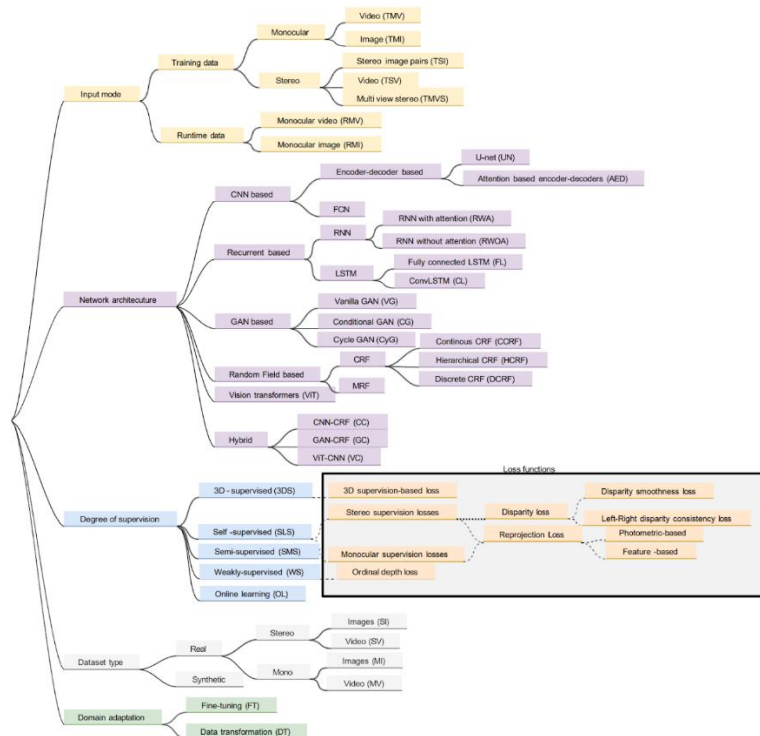 Video (TMV)
Monocular
Image (TMI)
Training data
Stereo image pairs (TSI)
Stereo
Video (TSV)
Multi view stereo (TMVS)
Input mode
Monocular video (RMV)
Runtime data
Monocular image (RMI)
U-net (UN)
Encoder-decoder based
Attention based encoder-decoders (AED)
CNN based
FCN
RNN with attention (RWA)
RNN
RNN without attention (RWOA)
Recurrent based
Fully connected LSTM (FL)
LSTM
ConvLSTM (CL)
Network architecuture
Vanilla GAN (VG)
GAN based
Conditional GAN (CG)
Cycle GAN (CyG)
Continous CRF (CCRF)
CRF
Hierarchical CRF (HCRF)
Random Field based
Discrete CRF (DCRF)
MRF
Vision transformers (ViT)
CNN-CRF (CC)
Hybrid
GAN-CRF (GC)
ViT-CNN (VC)
Loss functions
3D - supervised (3DS)
3D supervision-based loss
Disparity smoothness loss
Stereo supervision losses
Disparity loss
Left-Right disparity consistency loss
Degree of supervision
Self -supervised (SLS)
Reprojection Loss
Photometric-based
Semi-supervised (SMS)
Monocular supervision losses
Feature -based
Weakly-supervised (WS)
Ordinal depth loss
Online learning (OL)
Images (SI)
Stereo
Video (SV)
Real
Dataset type
Images (MI)
Mono
Synthetic
Video (MV)
Fine-tuning (FT)
Domain adaptation
Data transformation (DT)